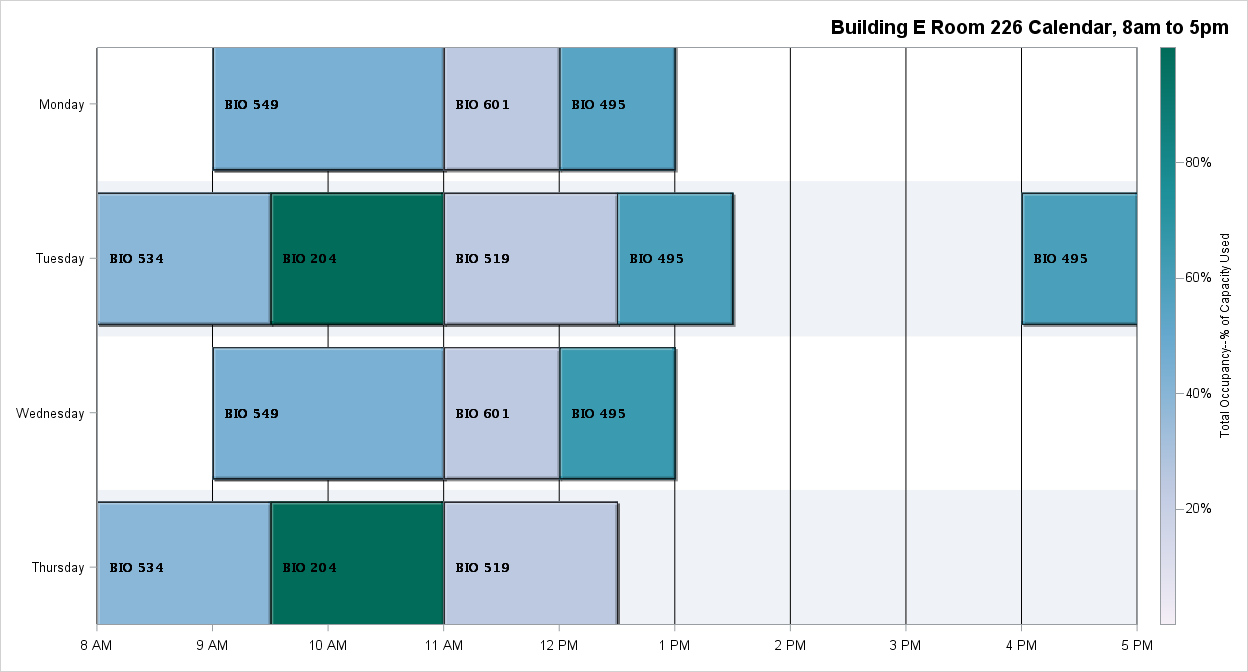 Building E Room 226 Calendar, 8am to 5pm
Monday
BIO 549
BIO 601
BIO 495
Tuesday
BIO 534
BIO 204
BIO 519
BIO 495
BIO 495
Wednesday
BIO 549
BIO 601
BIO 495
Thursday
BIO 534
BIO 204
BIO 519
8 AM
9 AM
10 AM
11 AM
12 PM
1 PM
2 PM
3 PM
4 PM
5 PM
80%
60%
40%
20%
Total Occupancy--% of Capacity Used